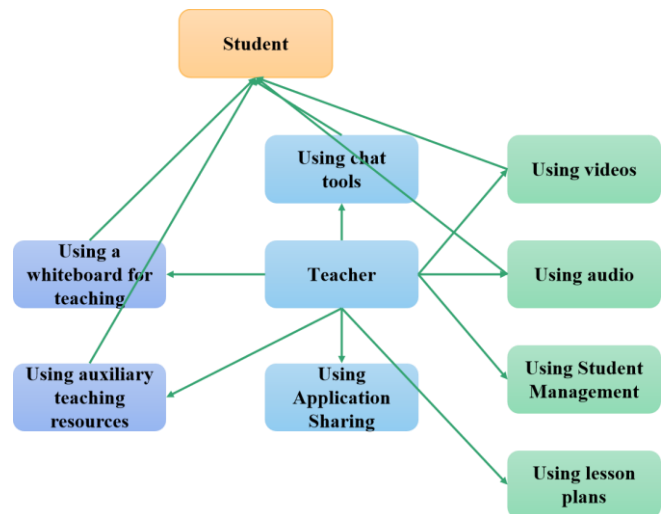 Student
Using chat
tools
Using videos
Using a
whiteboard for
teaching
Teacher
Using audio
Using auxiliary
teaching
resources
Using
Application
Sharing
Using Student
Management
Using lesson
plans